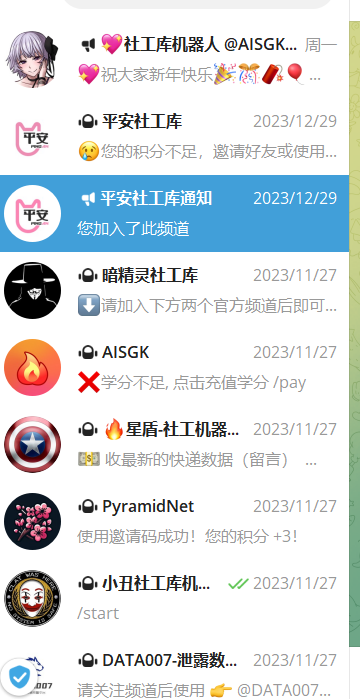 💖社工库机器人 @AISGK... 周一
💖祝大家新年快乐🎉🎊🧨🎈 ...
平安社工库 2023/12/29
😢您的积分不足，邀请好友或使用...
平安社工库通知 2023/12/29
您加入了此频道
暗精灵社工库 2023/11/27
⬇️请加入下方两个官方频道后即可...
AISGK 2023/11/27
❌学分不足, 点击充值学分 /pay
🔥星盾-社工机器... 2023/11/27
💵 收最新的快递数据（留言） ...
PyramidNet 2023/11/27
使用邀请码成功！您的积分 +3！
小丑社工库机... 2023/11/27
/start
DATA007-泄露数... 2023/11/27
请关注频道后使用 👉 @DATA00...